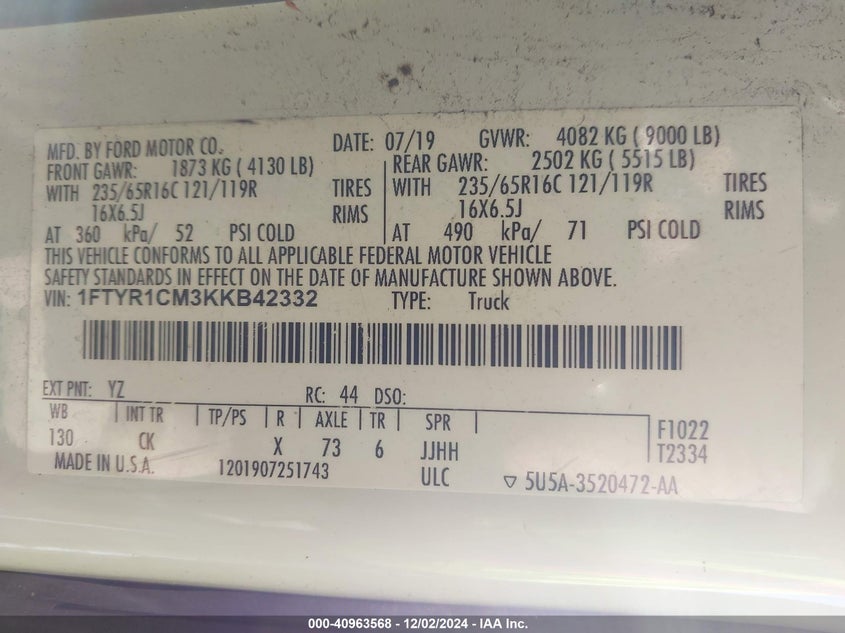 MFD. BY FORD MOTOR CO. DATE: 07/19 GVWR: 4082 KG ( 9000 LB)
FRONT GAWR: 1873 KG ( 4130 LB) REAR GAWR: 2502 KG ( 5515 LB)
WITH 235/65R16C 121/119R TIRES WITH 235/65R16C 121/119R TIRES
16X6.5J RIMS 16X6.5J RIMS
AT 360 kPa/ 52 PSI COLD AT 490 kPa/ 71 PSI COLD
THIS VEHICLE CONFORMS TO ALL APPLICABLE FEDERAL MOTOR VEHICLE
SAFETY STANDARDS IN EFFECT ON THE DATE OF MANUFACTURE SHOWN ABOVE.
VIN: 1FTYR1CM3KKB42332 TYPE: Truck
EXT PNT: YZ RC: 44 DSO:
WB INT TR TP/PS R AXLE TR SPR F1022
130 CK X 73 6 JJHH T2334
MADE IN U.S.A. 1201907251743 ULC ▽ 5U5A-3520472-AA
000-40963568 - 12/02/2024 - IAA Inc.